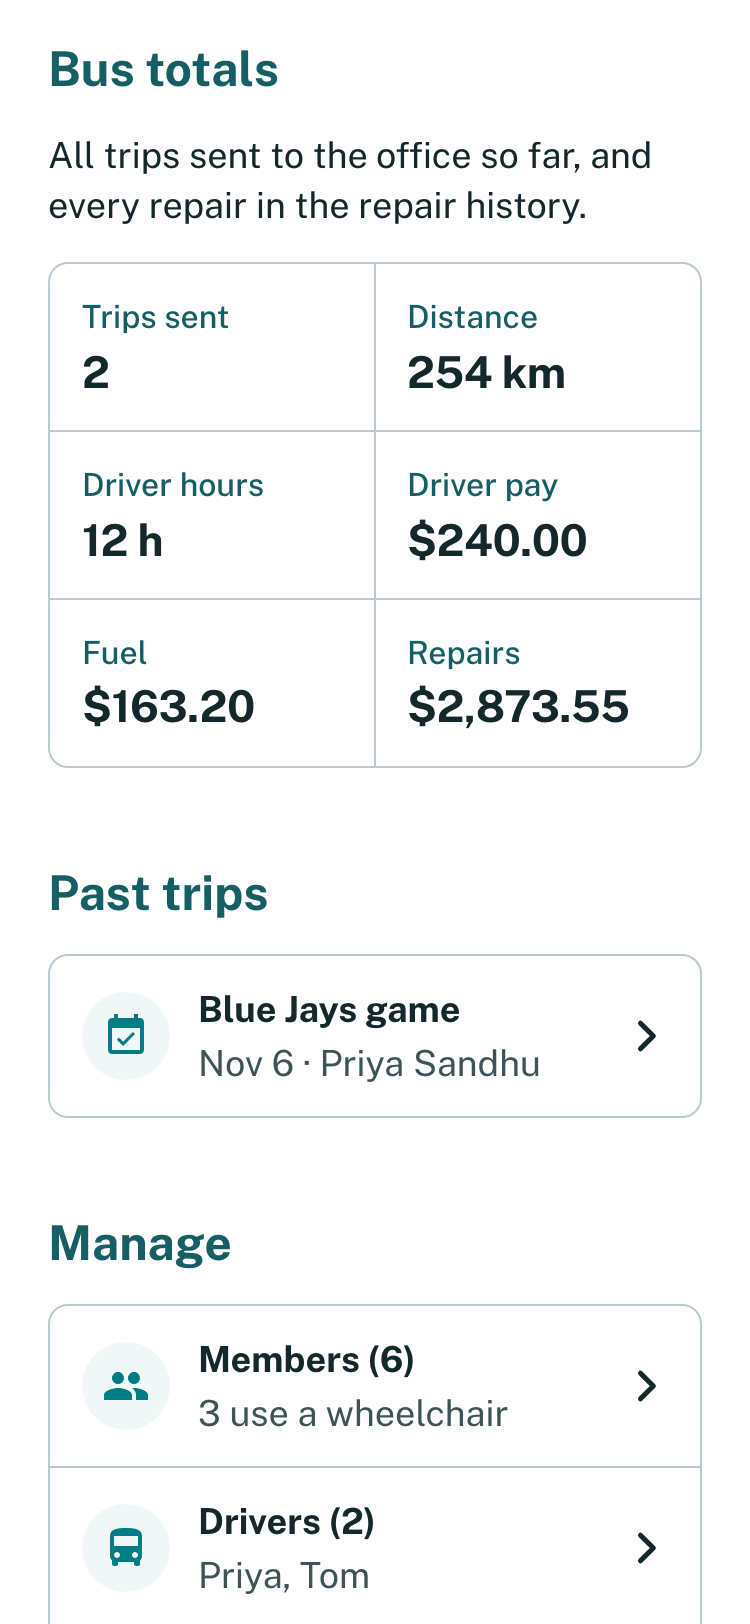 Bus totals
All trips sent to the office so far, and
every repair in the repair history.
Trips sent
2
Distance
254 km
Driver hours
12 h
Driver pay
$240.00
Fuel
$163.20
Repairs
$2,873.55
Past trips
Blue Jays game
Nov 6 · Priya Sandhu
Manage
Members (6)
3 use a wheelchair
Drivers (2)
Priya, Tom